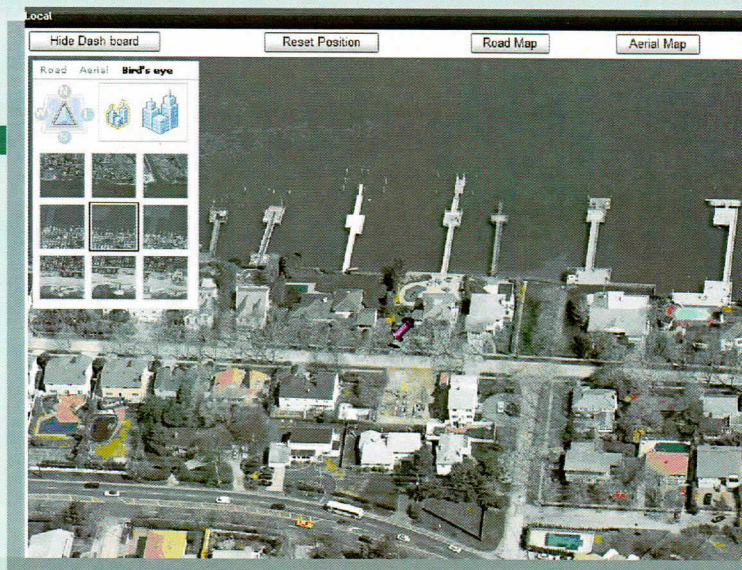 Local
Hide Dash board Reset Position Road Map Aerial Map
Road Aerial Bird's eye
N
S